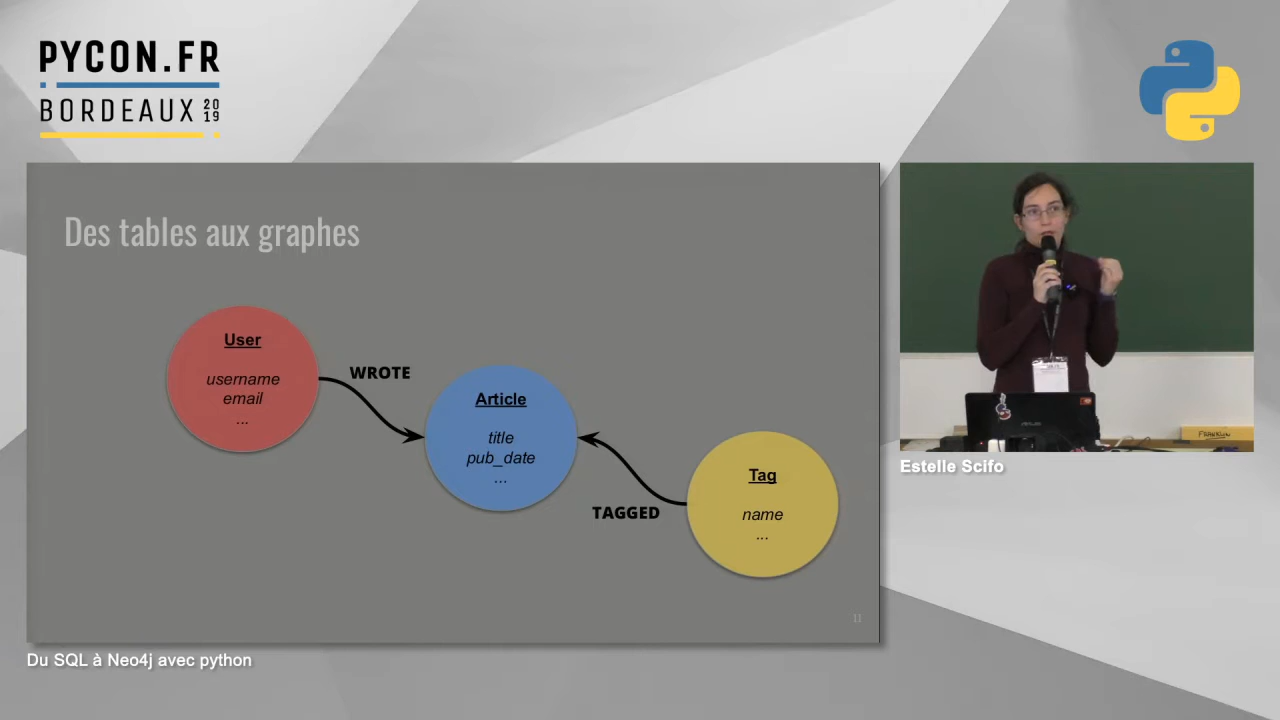 PYCON.FR
BORDEAUX 2019
Des tables aux graphes
User
username
email
...
WROTE
Article
title
pub_date
...
TAGGED
Tag
name
...
11
Estelle Scifo
Du SQL à Neo4j avec python